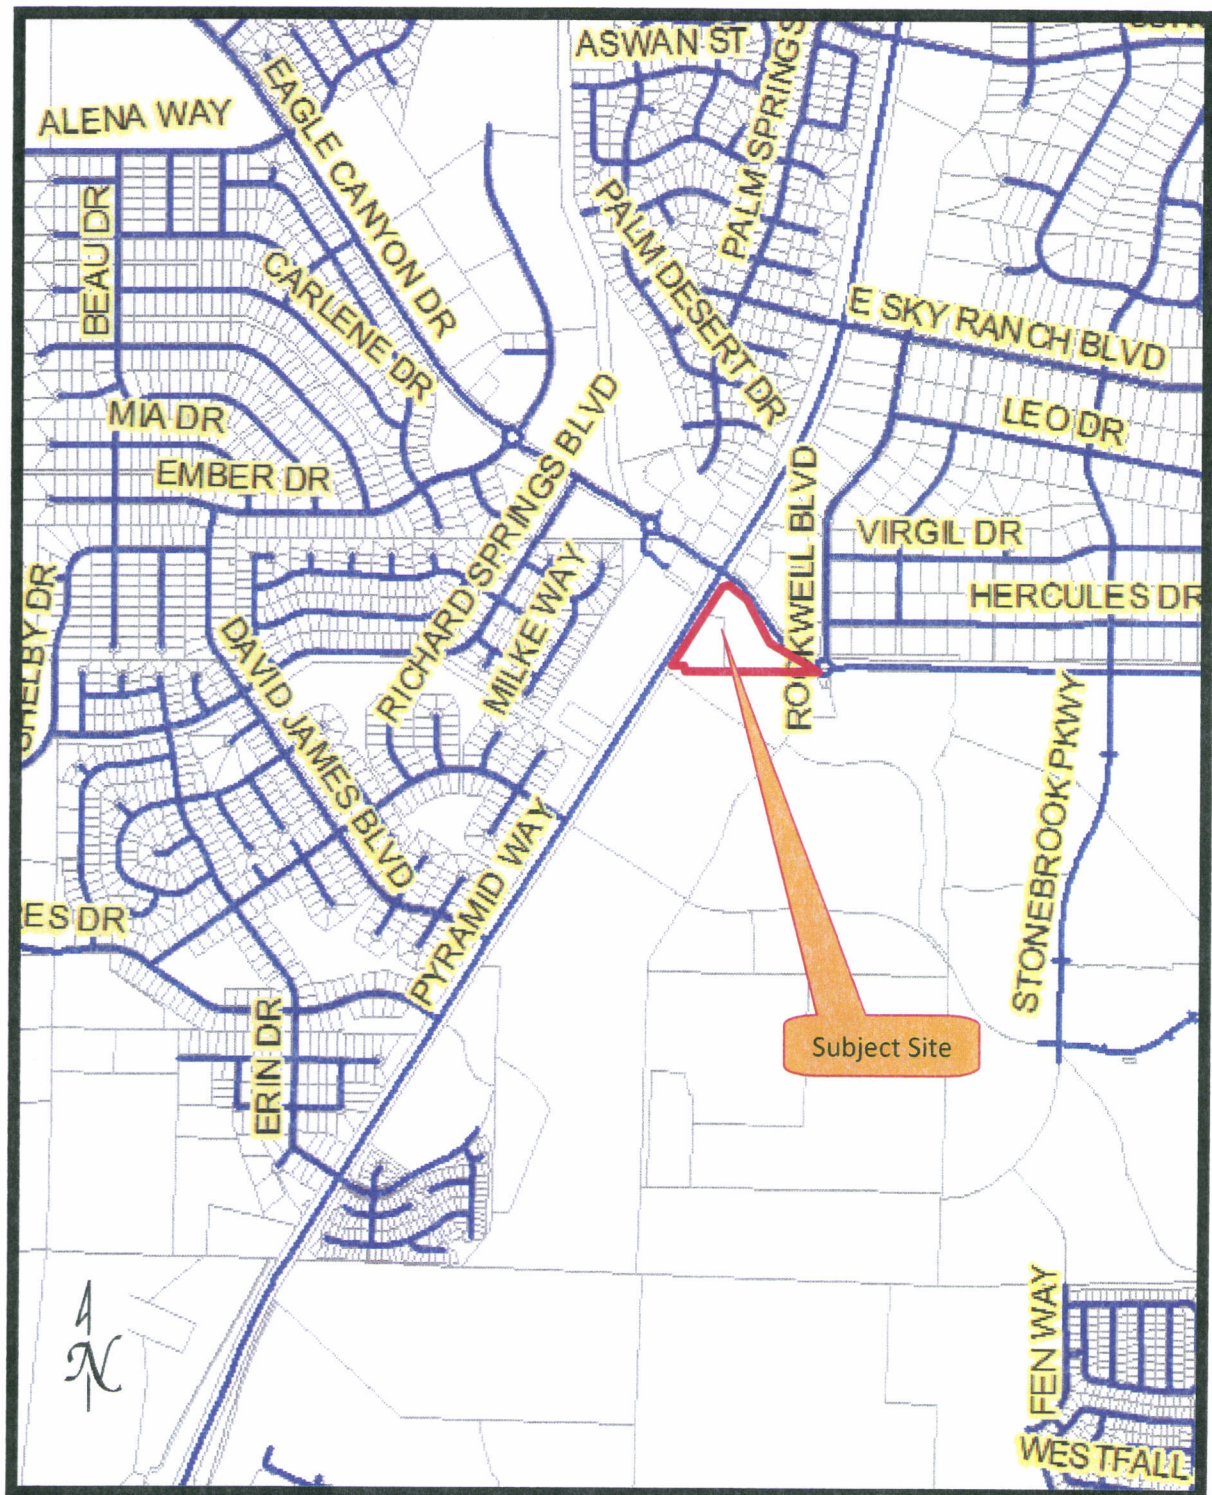 ASWAN ST
PALM SPRINGS
EAGLE CANYON DR
ALENA WAY
BEAU DR
PALM DESERT DR
CARLENE DR
E SKY RANCH BLVD
MIA DR
LEO DR
EMBER DR
RICHARD SPRINGS BLVD
ROCKWELL BLVD
VIRGIL DR
MILKE WAY
HERCULES DR
SHELBY DR
DAVID JAMES BLVD
STONEBROOK PKWY
PYRAMID WAY
ES DR
ERIN DR
Subject Site
N
FEN WAY
WESTFALL